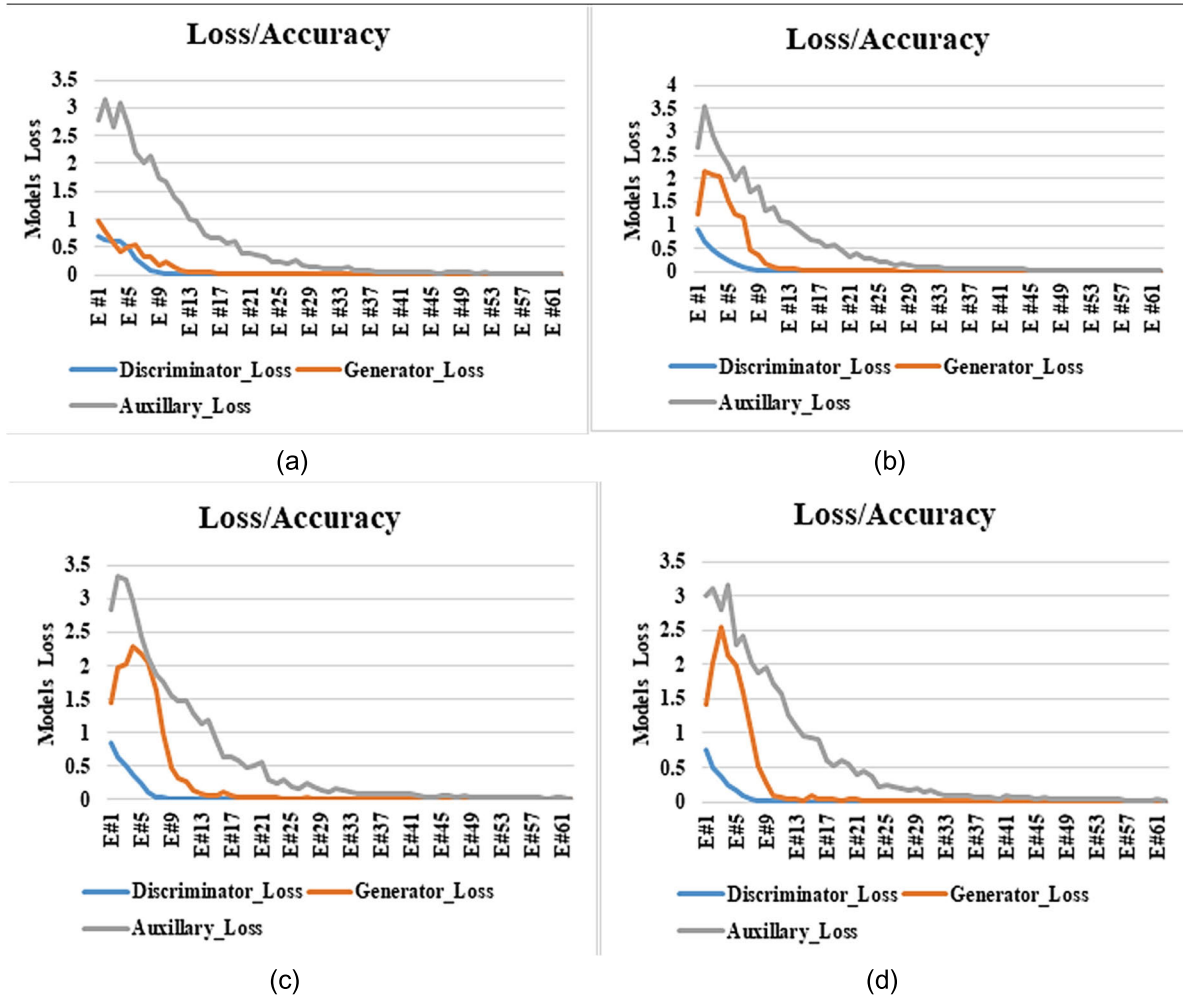 Loss/Accuracy
Models Loss
3.5
3
2.5
2
1.5
1
0.5
0
E #1
E #5
E #9
E #13
E #17
E #21
E #25
E #29
E #33
E #37
E #41
E #45
E #49
E #53
E #57
E #61
Discriminator_Loss Generator_Loss
Auxillary_Loss
(a)
Loss/Accuracy
Models Loss
4
3.5
3
2.5
2
1.5
1
0.5
0
E #1
E #5
E #9
E #13
E #17
E #21
E #25
E #29
E #33
E #37
E #41
E #45
E #49
E #53
E #57
E #61
Discriminator_Loss Generator_Loss
Auxillary_Loss
(b)
Loss/Accuracy
Models Loss
3.5
3
2.5
2
1.5
1
0.5
0
E#1
E#5
E#9
E#13
E#17
E#21
E#25
E#29
E#33
E#37
E#41
E#45
E#49
E#53
E#57
E#61
Discriminator_Loss Generator_Loss
Auxillary_Loss
(c)
Loss/Accuracy
Models Loss
3.5
3
2.5
2
1.5
1
0.5
0
E#1
E#5
E#9
E#13
E#17
E#21
E#25
E#29
E#33
E#37
E#41
E#45
E#49
E#53
E#57
E#61
Discriminator_Loss Generator_Loss
Auxillary_Loss
(d)